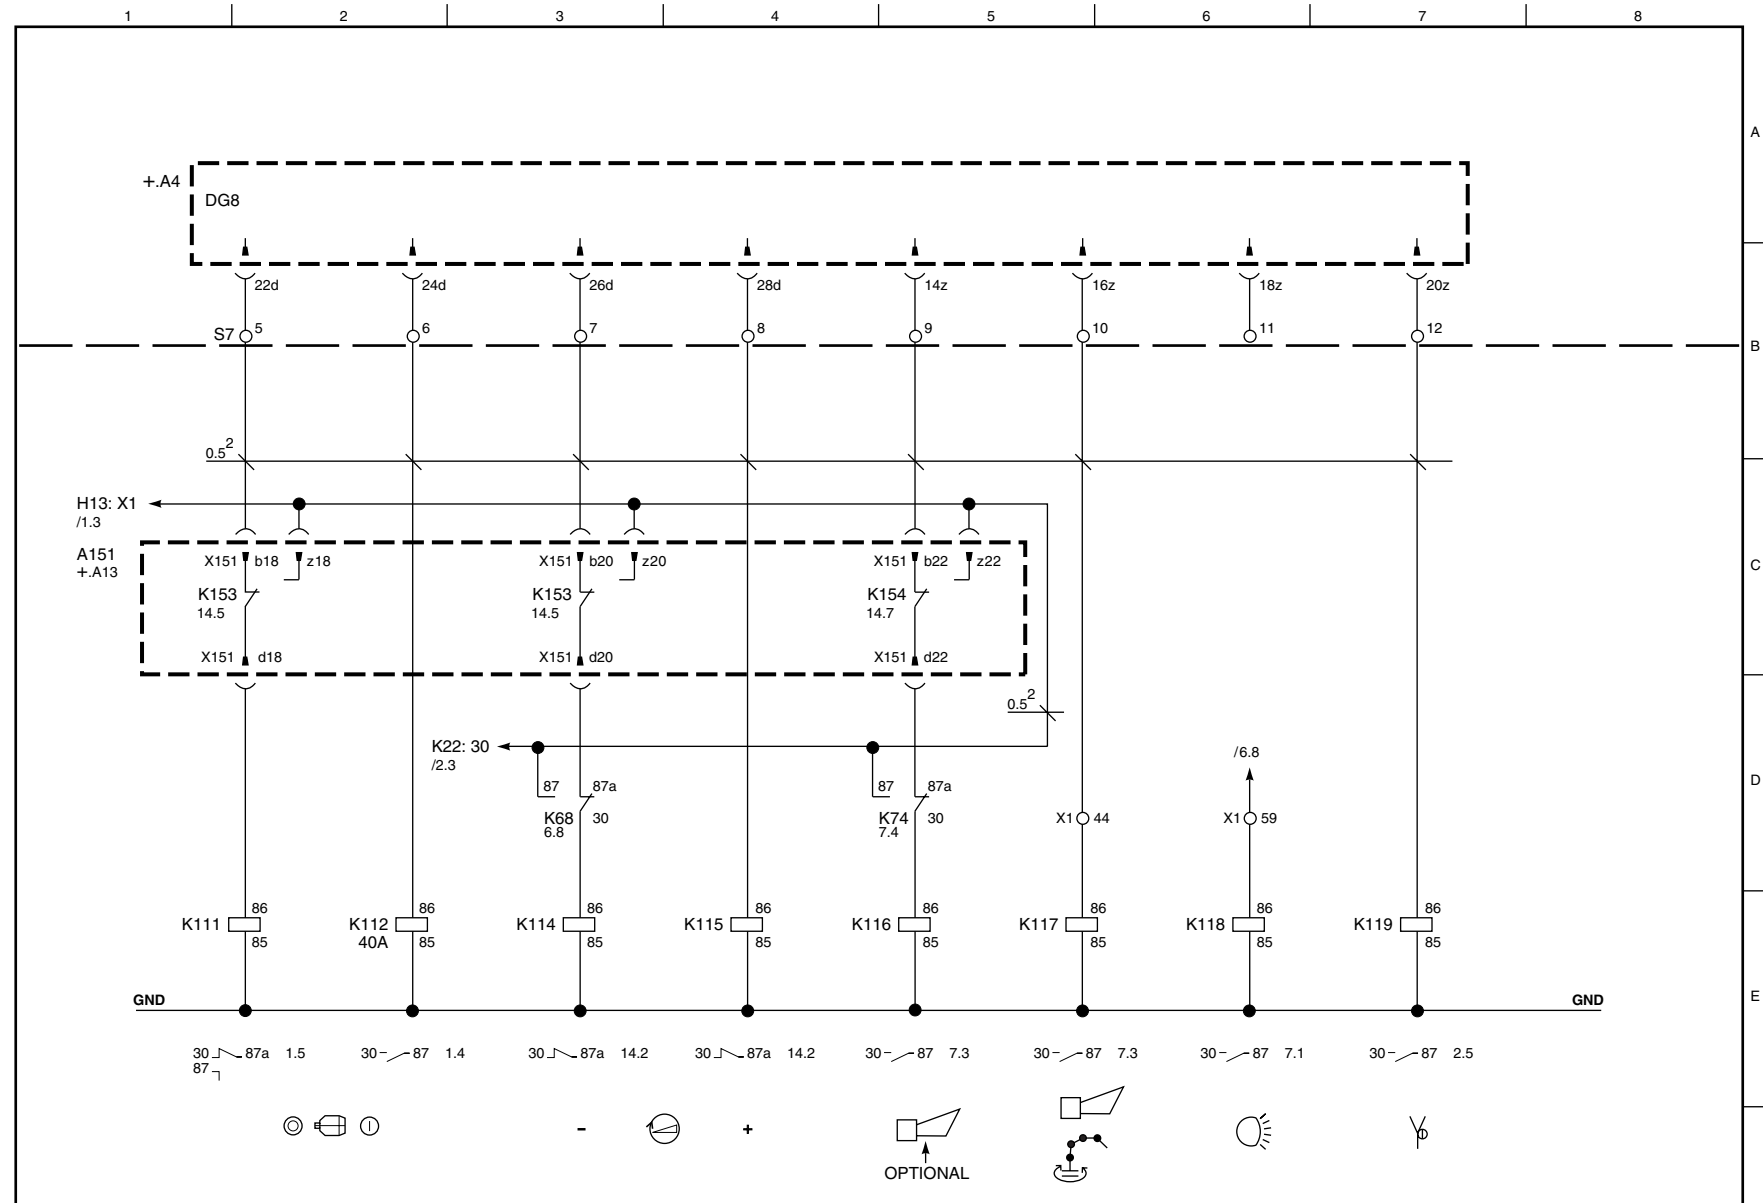 1 2 3 4 5 6 7 8
A
+.A4
DG8
22d 24d 26d 28d 14z 16z 18z 20z
S7 5 6 7 8 9 10 11 12
B
0.5²
H13: X1
/1.3
A151
+.A13
X151 b18 z18 X151 b20 z20 X151 b22 z22
C
K153 K153 K154
14.5 14.5 14.7
X151 d18 X151 d20 X151 d22
0.5²
K22: 30
/2.3
/6.8
87 87a 87 87a
D
K68 30 K74 30 X1 44 X1 59
6.8 7.4
86 86 86 86 86 86 86 86
K111 K112 K114 K115 K116 K117 K118 K119
85 40A 85 85 85 85 85 85 85
GND GND
E
30 87a 1.5 30 87 1.4 30 87a 14.2 30 87a 14.2 30 87 7.3 30 87 7.3 30 87 7.1 30 87 2.5
87
- +
OPTIONAL